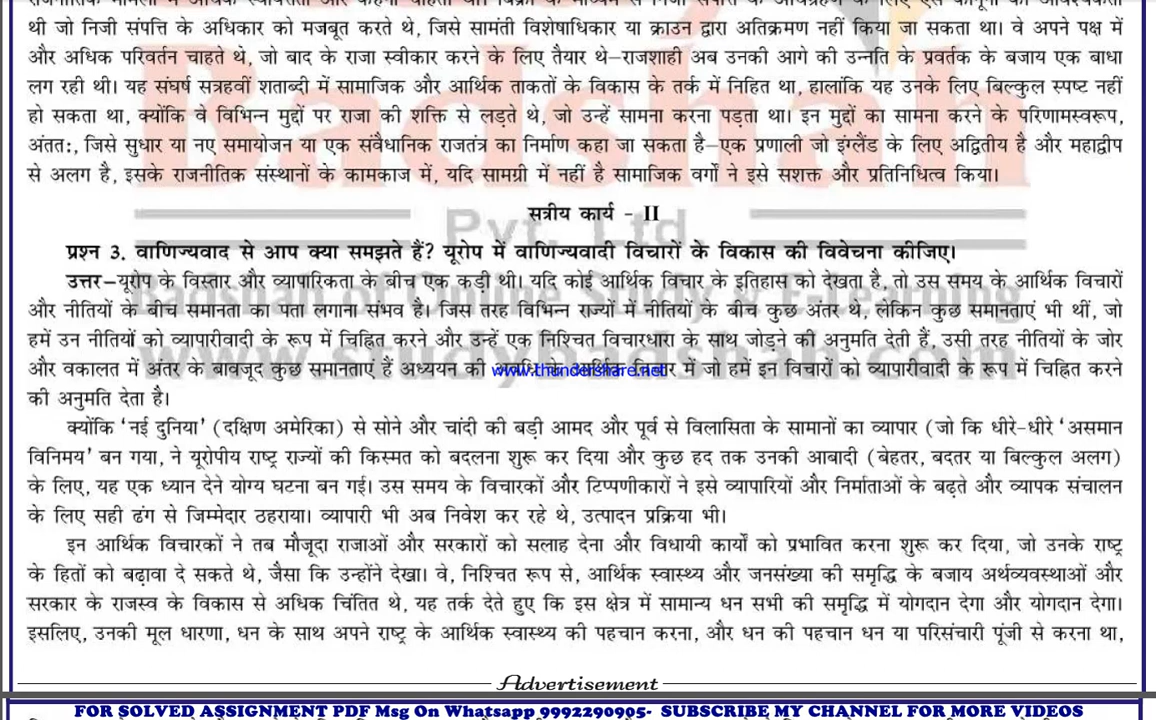 थी जो निजी संपत्ति के अधिकार को मजबूत करते थे, जिसे सामंती विशेषाधिकार या क्राउन द्वारा अतिक्रमण नहीं किया जा सकता था। वे अपने पक्ष में
और अधिक परिवर्तन चाहते थे, जो बाद के राजा स्वीकार करने के लिए तैयार थे–राजशाही अब उनकी आगे की उन्नति के प्रवर्तक के बजाय एक बाधा
लग रही थी। यह संघर्ष सत्रहवीं शताब्दी में सामाजिक और आर्थिक ताकतों के विकास के तर्क में निहित था, हालांकि यह उनके लिए बिल्कुल स्पष्ट नहीं
हो सकता था, क्योंकि वे विभिन्न मुद्दों पर राजा की शक्ति से लड़ते थे, जो उन्हें सामना करना पड़ता था। इन मुद्दों का सामना करने के परिणामस्वरूप,
अंततः, जिसे सुधार या नए समायोजन या एक संवैधानिक राजतंत्र का निर्माण कहा जा सकता है–एक प्रणाली जो इंग्लैंड के लिए अद्वितीय है और महाद्वीप
से अलग है, इसके राजनीतिक संस्थानों के कामकाज में, यदि सामग्री में नहीं है सामाजिक वर्गों ने इसे सशक्त और प्रतिनिधित्व किया।
सत्रीय कार्य - II
प्रश्न 3. वाणिज्यवाद से आप क्या समझते हैं? यूरोप में वाणिज्यवादी विचारों के विकास की विवेचना कीजिए।
उत्तर–यूरोप के विस्तार और व्यापारिकता के बीच एक कड़ी थी। यदि कोई आर्थिक विचार के इतिहास को देखता है, तो उस समय के आर्थिक विचारों
और नीतियों के बीच समानता का पता लगाना संभव है। जिस तरह विभिन्न राज्यों में नीतियों के बीच कुछ अंतर थे, लेकिन कुछ समानताएं भी थीं, जो
हमें उन नीतियों को व्यापारीवादी के रूप में चिह्नित करने और उन्हें एक निश्चित विचारधारा के साथ जोड़ने की अनुमति देती हैं, उसी तरह नीतियों के जोर
और वकालत में अंतर के बावजूद कुछ समानताएं हैं अध्ययन की www.thundershare.net में जो हमें इन विचारों को व्यापारीवादी के रूप में चिह्नित करने
की अनुमति देता है।
क्योंकि ‘नई दुनिया’ (दक्षिण अमेरिका) से सोने और चांदी की बड़ी आमद और पूर्व से विलासिता के सामानों का व्यापार (जो कि धीरे-धीरे ‘असमान
विनिमय’ बन गया, ने यूरोपीय राष्ट्र राज्यों की किस्मत को बदलना शुरू कर दिया और कुछ हद तक उनकी आबादी (बेहतर, बदतर या बिल्कुल अलग)
के लिए, यह एक ध्यान देने योग्य घटना बन गई। उस समय के विचारकों और टिप्पणीकारों ने इसे व्यापारियों और निर्माताओं के बढ़ते और व्यापक संचालन
के लिए सही ढंग से जिम्मेदार ठहराया। व्यापारी भी अब निवेश कर रहे थे, उत्पादन प्रक्रिया भी।
इन आर्थिक विचारकों ने तब मौजूदा राजाओं और सरकारों को सलाह देना और विधायी कार्यों को प्रभावित करना शुरू कर दिया, जो उनके राष्ट्र
के हितों को बढ़ावा दे सकते थे, जैसा कि उन्होंने देखा। वे, निश्चित रूप से, आर्थिक स्वास्थ्य और जनसंख्या की समृद्धि के बजाय अर्थव्यवस्थाओं और
सरकार के राजस्व के विकास से अधिक चिंतित थे, यह तर्क देते हुए कि इस क्षेत्र में सामान्य धन सभी की समृद्धि में योगदान देगा और योगदान देगा।
इसलिए, उनकी मूल धारणा, धन के साथ अपने राष्ट्र के आर्थिक स्वास्थ्य की पहचान करना, और धन की पहचान धन या परिसंचारी पूंजी से करना था,
Advertisement
FOR SOLVED ASSIGNMENT PDF Msg On Whatsapp 9992290905- SUBSCRIBE MY CHANNEL FOR MORE VIDEOS
Badshah
Pvt. Ltd.
Badshah of Online Study & E-Learning
www.studybadshah.com